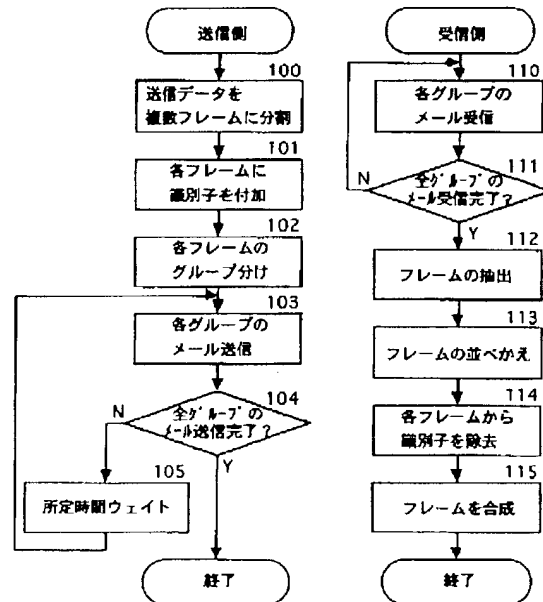 送信側
100
送信データを
複数フレームに分割
101
各フレームに
識別子を付加
102
各フレームの
グループ分け
103
各グループの
メール送信
104
N
全グループの
メール送信完了?
Y
105
所定時間ウェイト
終了
受信側
110
各グループの
メール受信
111
N
全グループの
メール受信完了?
Y
112
フレームの抽出
113
フレームの並べかえ
114
各フレームから
識別子を除去
115
フレームを合成
終了